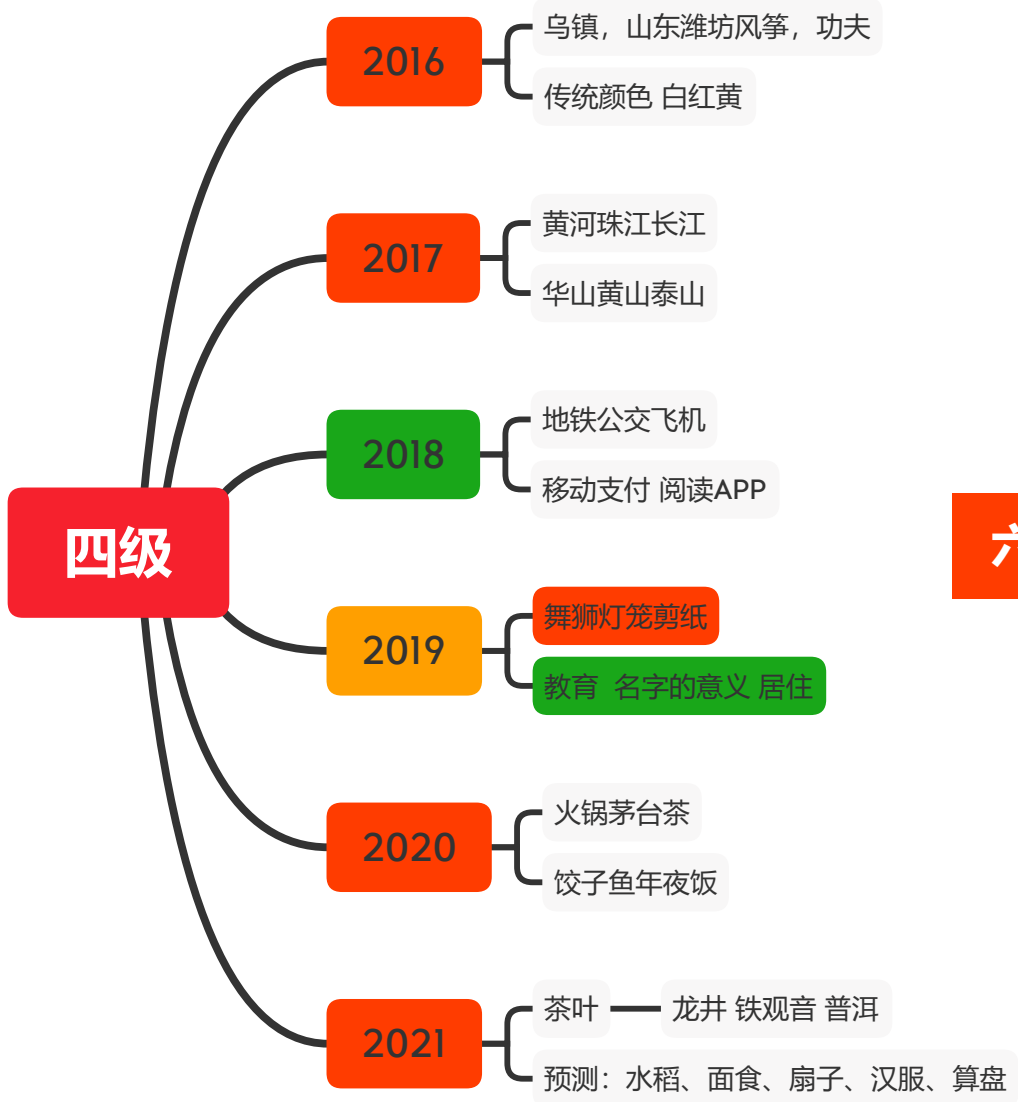 四级
2016
乌镇，山东潍坊风筝，功夫
传统颜色 白红黄
2017
黄河珠江长江
华山黄山泰山
2018
地铁公交飞机
移动支付 阅读APP
2019
舞狮灯笼剪纸
教育 名字的意义 居住
2020
火锅茅台茶
饺子鱼年夜饭
2021
茶叶
龙井 铁观音 普洱
预测：水稻、面食、扇子、汉服、算盘